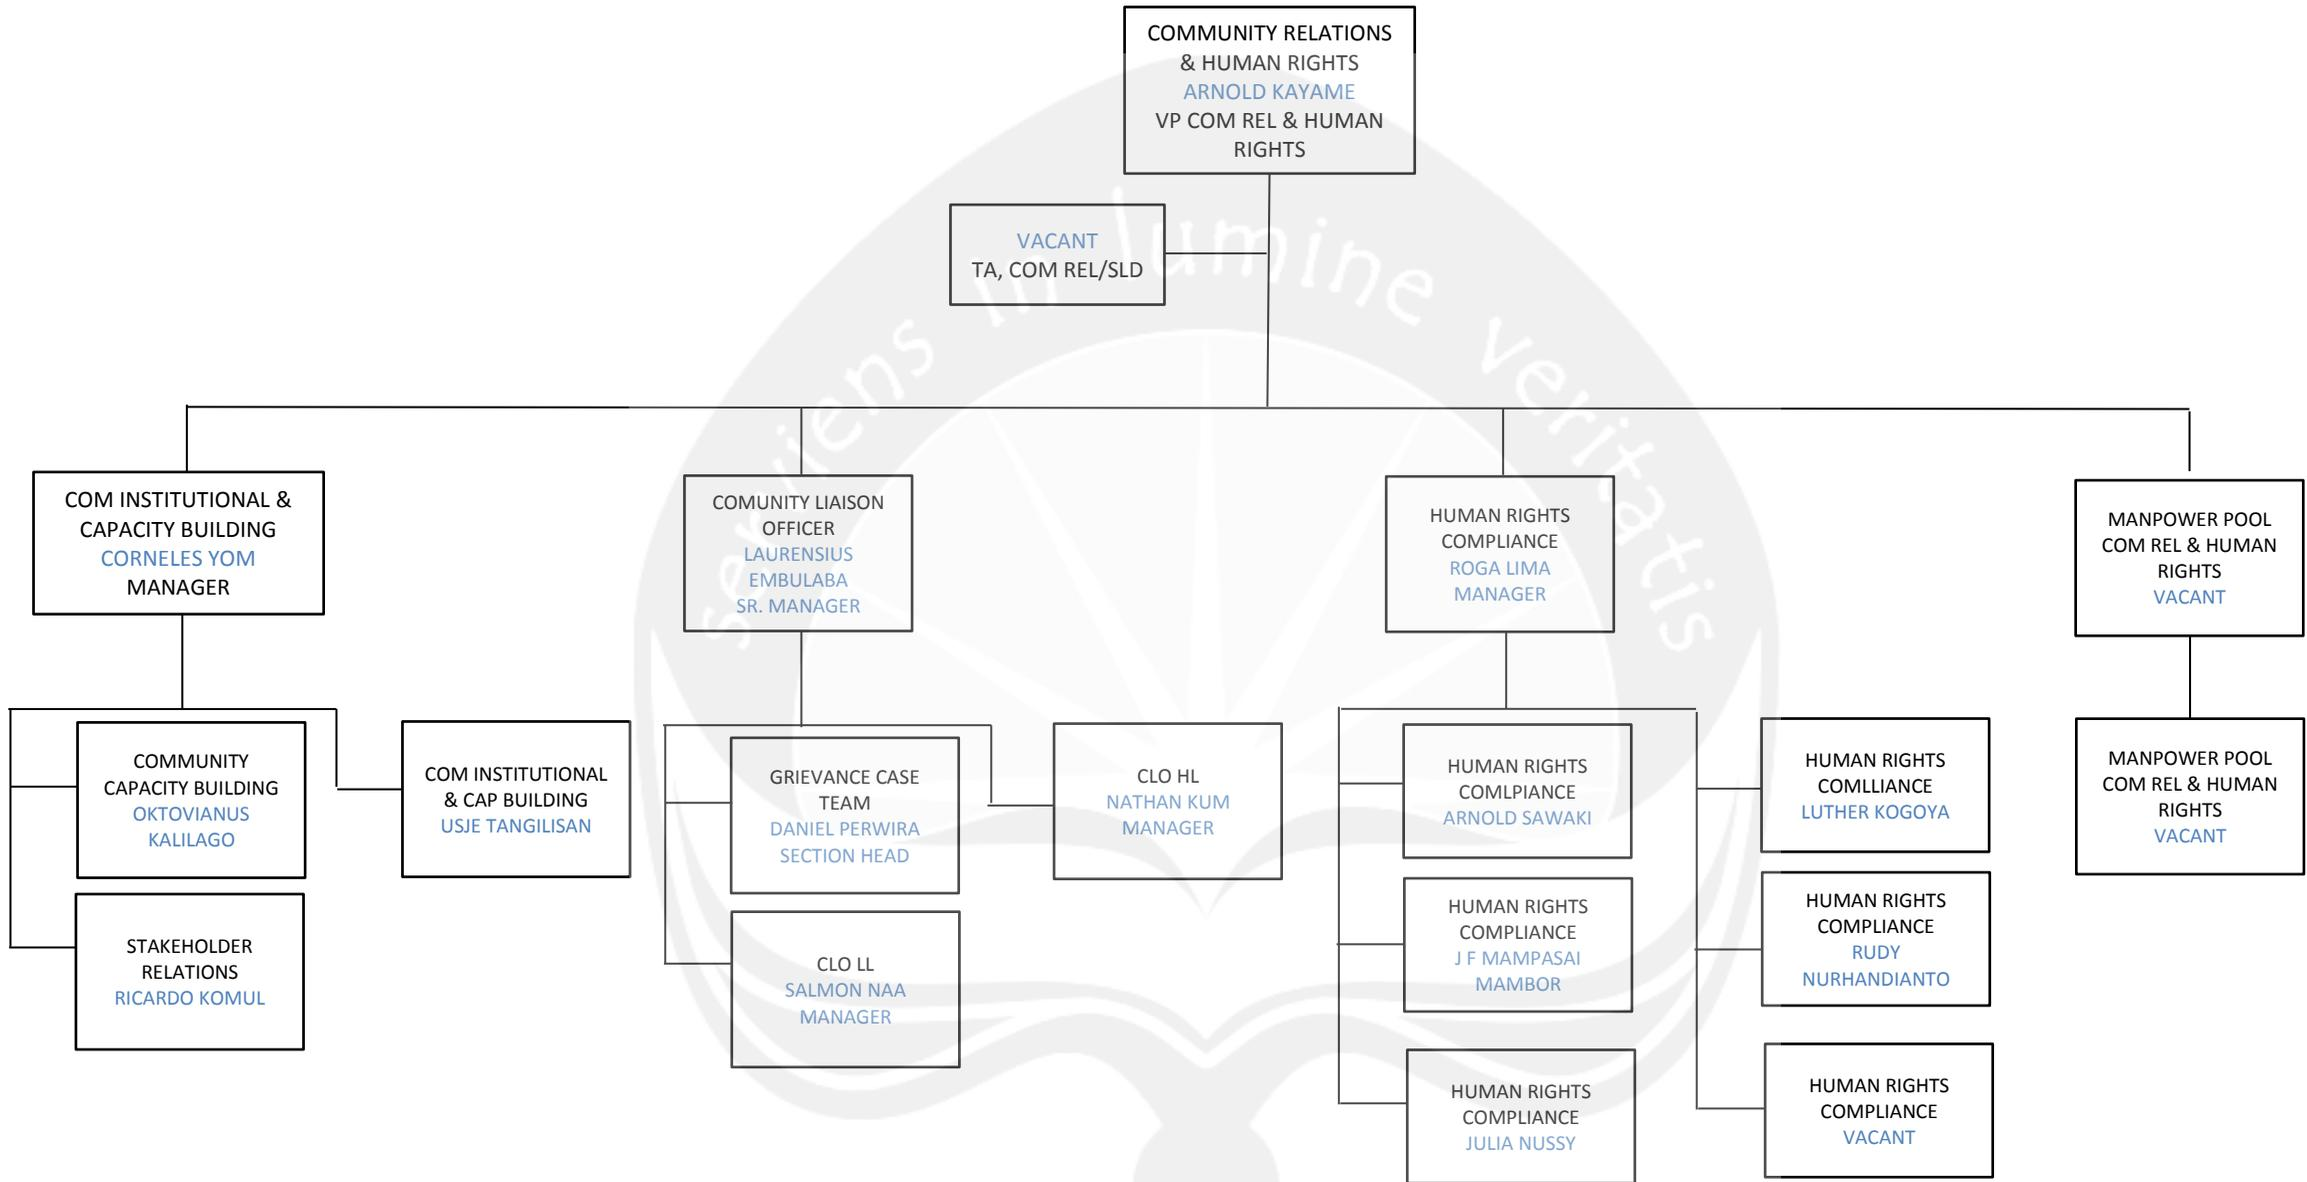 COMMUNITY RELATIONS
& HUMAN RIGHTS
ARNOLD KAYAME
VP COM REL & HUMAN
RIGHTS
VACANT
TA, COM REL/SLD
serviens in lumine veritatis
COM INSTITUTIONAL &
CAPACITY BUILDING
CORNELES YOM
MANAGER
COMUNITY LIAISON
OFFICER
LAURENSIUS
EMBULABA
SR. MANAGER
HUMAN RIGHTS
COMPLIANCE
ROGA LIMA
MANAGER
MANPOWER POOL
COM REL & HUMAN
RIGHTS
VACANT
COMMUNITY
CAPACITY BUILDING
OKTOVIANUS
KALILAGO
COM INSTITUTIONAL
& CAP BUILDING
USJE TANGILISAN
STAKEHOLDER
RELATIONS
RICARDO KOMUL
GRIEVANCE CASE
TEAM
DANIEL PERWIRA
SECTION HEAD
CLO HL
NATHAN KUM
MANAGER
CLO LL
SALMON NAA
MANAGER
HUMAN RIGHTS
COMLPIANCE
ARNOLD SAWAKI
HUMAN RIGHTS
COMLLIANCE
LUTHER KOGOYA
HUMAN RIGHTS
COMPLIANCE
J F MAMPASAI
MAMBOR
HUMAN RIGHTS
COMPLIANCE
RUDY
NURHANDIANTO
HUMAN RIGHTS
COMPLIANCE
JULIA NUSSY
HUMAN RIGHTS
COMPLIANCE
VACANT
MANPOWER POOL
COM REL & HUMAN
RIGHTS
VACANT